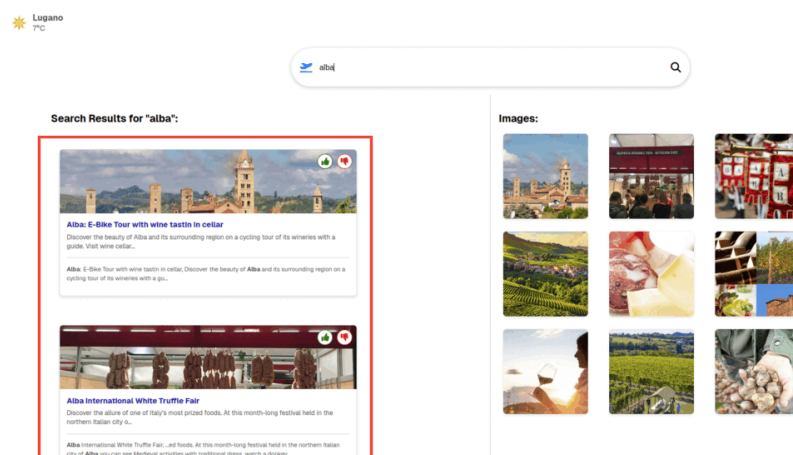 Lugano
7°C
alba
Search Results for "alba":
Images:
Alba: E-Bike Tour with wine tastin in cellar
Discover the beauty of Alba and its surrounding region on a cycling tour of its wineries with a
guide. Visit wine cellar...
Alba: E-Bike Tour with wine tastin in cellar, Discover the beauty of Alba and its surrounding region on a
cycling tour of its wineries with a gu...
Alba International White Truffle Fair
Discover the allure of one of Italy's most prized foods. At this month-long festival held in the
northern Italian city o...
Alba International White Truffle Fair, ...ed foods. At this month-long festival held in the northern Italian
city of Alba you can see Medieval activities with traditional dress, watch a donkey